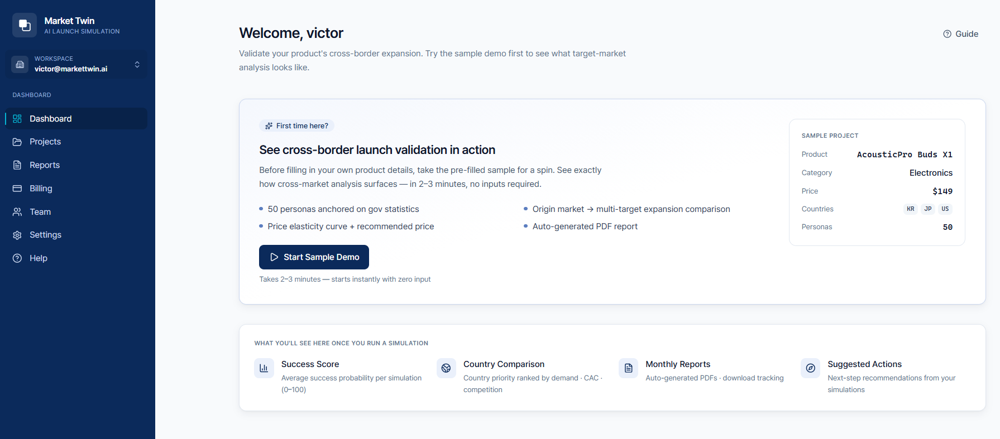 Market Twin
AI LAUNCH SIMULATION
WORKSPACE
victor@markettwin.ai
DASHBOARD
Dashboard
Projects
Reports
Billing
Team
Settings
Help
Welcome, victor
Guide
Validate your product's cross-border expansion. Try the sample demo first to see what target-market
analysis looks like.
First time here?
See cross-border launch validation in action
Before filling in your own product details, take the pre-filled sample for a spin. See exactly
how cross-market analysis surfaces — in 2–3 minutes, no inputs required.
50 personas anchored on gov statistics
Origin market → multi-target expansion comparison
Price elasticity curve + recommended price
Auto-generated PDF report
Start Sample Demo
Takes 2–3 minutes — starts instantly with zero input
SAMPLE PROJECT
Product AcousticPro Buds X1
Category Electronics
Price $149
Countries KR JP US
Personas 50
WHAT YOU'LL SEE HERE ONCE YOU RUN A SIMULATION
Success Score
Average success probability per simulation
(0–100)
Country Comparison
Country priority ranked by demand · CAC ·
competition
Monthly Reports
Auto-generated PDFs · download tracking
Suggested Actions
Next-step recommendations from your
simulations